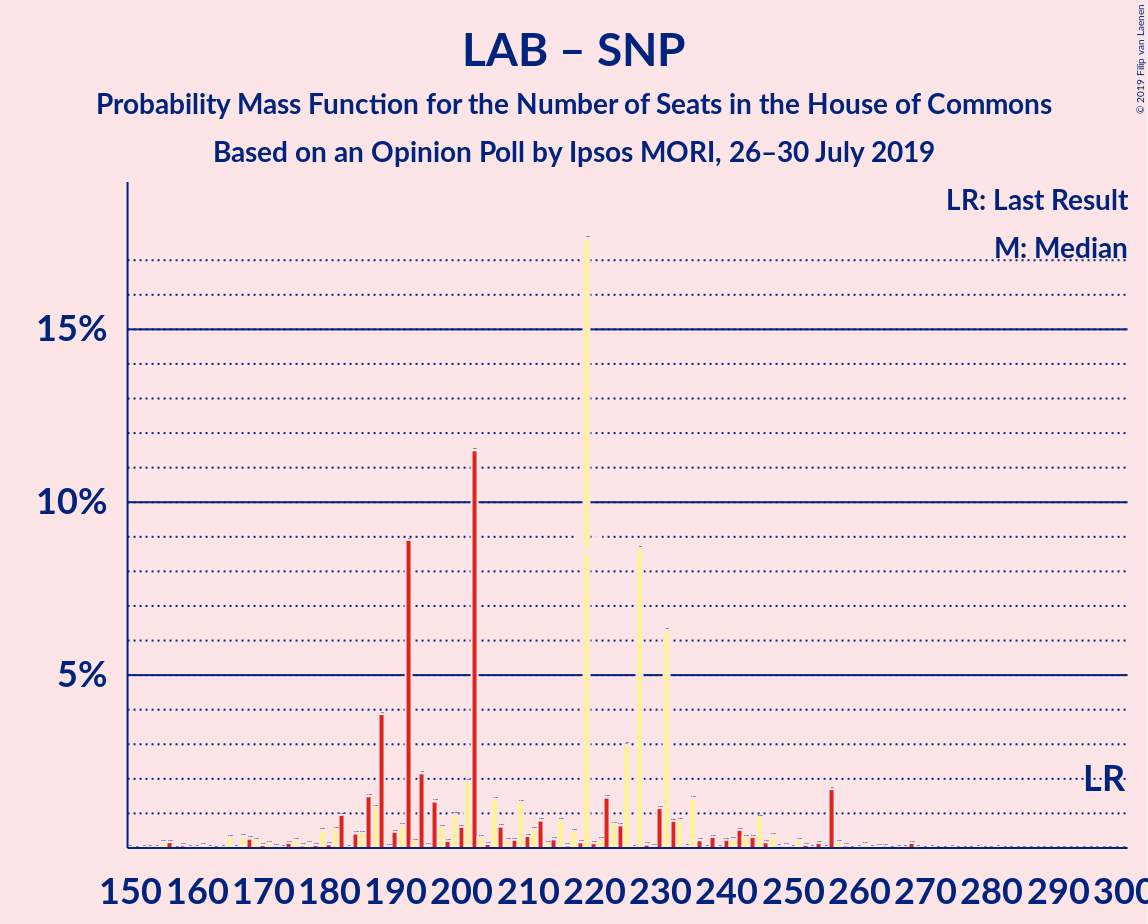 LAB – SNP
Probability Mass Function for the Number of Seats in the House of Commons
Based on an Opinion Poll by Ipsos MORI, 26–30 July 2019
© 2019 Filip van Laenen
LR: Last Result
M: Median
15%
10%
5%
LR
150 160 170 180 190 200 210 220 230 240 250 260 270 280 290 300